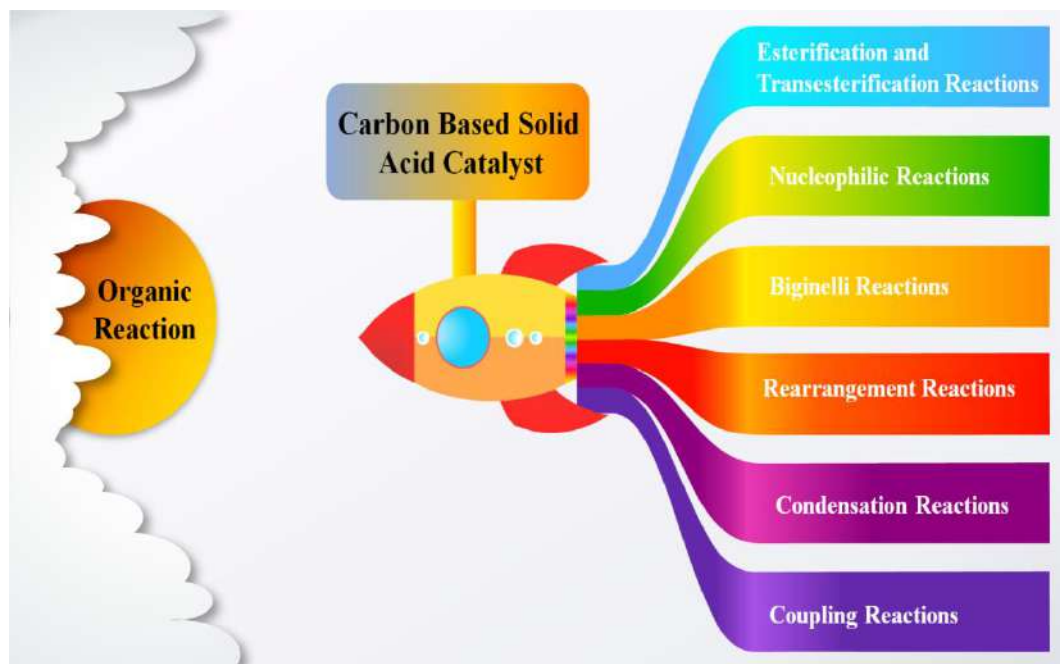 Carbon Based Solid
Acid Catalyst
Organic
Reaction
Esterification and
Transesterification Reactions
Nucleophilic Reactions
Biginelli Reactions
Rearrangement Reactions
Condensation Reactions
Coupling Reactions